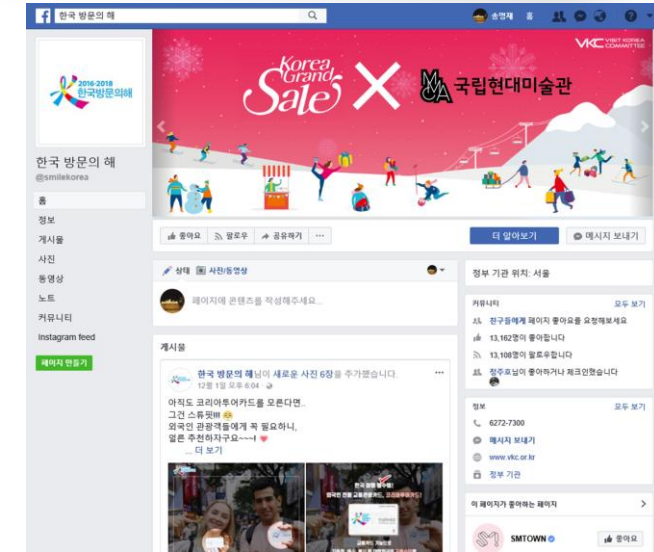 한국 방문의 해
송영재 홈
2016-2018
한국방문의해
Korea
Grand
Sale
MMCA 국립현대미술관
VKC VISIT KOREA
COMMITTEE
한국 방문의 해
@smilekorea
홈
정보
게시물
사진
동영상
노트
커뮤니티
Instagram feed
페이지 만들기
좋아요 팔로우 공유하기 ...
더 알아보기 메시지 보내기
상태 사진/동영상
페이지에 콘텐츠를 작성해주세요...
게시물
한국 방문의 해님이 새로운 사진 6장을 추가했습니다.
12월 1일 오후 6:04
아직도 코리아투어카드를 모른다면..
그건 스튜핏!!!
외국인 관광객들에게 꼭 필요하니,
얼른 추천하자구요~~~!
... 더 보기
정부 기관 위치: 서울
커뮤니티 모두 보기
친구들에게 페이지 좋아요를 요청해보세요
13,162명이 좋아합니다
13,108명이 팔로우합니다
정주호님이 좋아하거나 체크인했습니다
정보 모두 보기
6272-7300
메시지 보내기
www.vkc.or.kr
정부 기관
이 페이지가 좋아하는 페이지
SMTOWN 좋아요